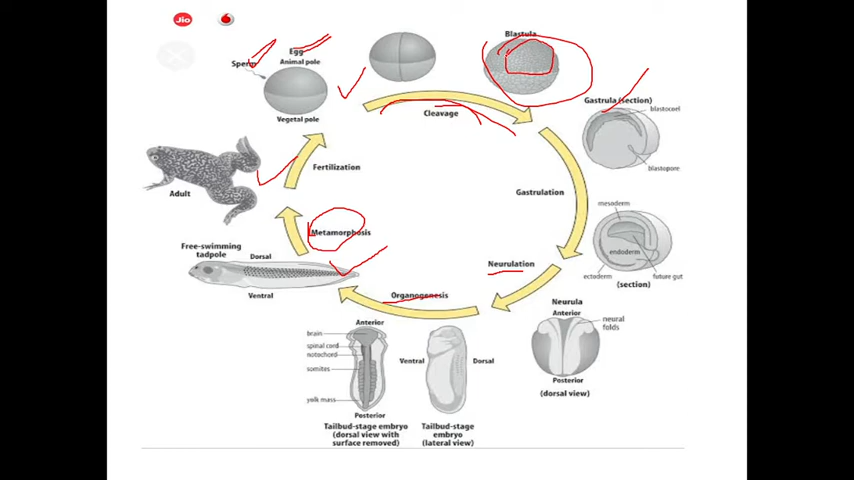 Jio
Sperm
Egg
Animal pole
Vegetal pole
Blastula
Cleavage
Gastrula (section)
blastocoel
blastopore
Gastrulation
mesoderm
endoderm
ectoderm
future gut
(section)
Neurulation
Neurula
Anterior
neural
folds
Posterior
(dorsal view)
Organogenesis
Anterior
brain
spinal cord
notochord
somites
yolk mass
Posterior
Tailbud-stage embryo
(dorsal view with
surface removed)
Ventral
Dorsal
Tailbud-stage
embryo
(lateral view)
Free-swimming
tadpole
Dorsal
Ventral
Metamorphosis
Adult
Fertilization